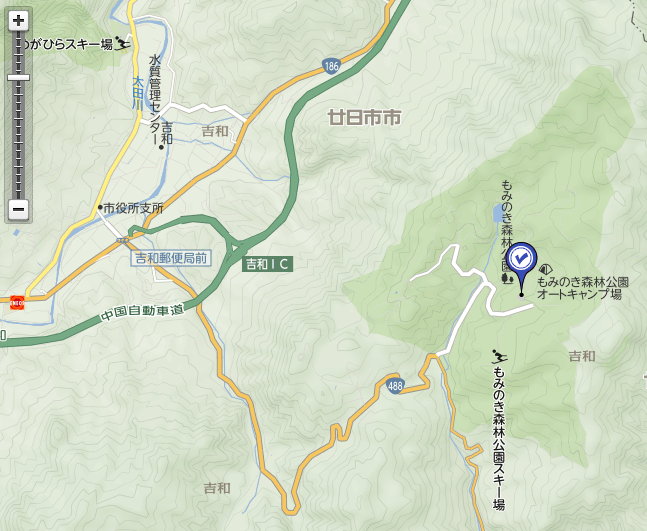 めがひらスキー場
水質管理センター
太田川
吉和
吉和
186
廿日市市
市役所支所
吉和郵便局前
吉和IC
中国自動車道
もみのき森林公園
もみのき森林公園
オートキャンプ場
488
吉和
もみのき森林公園スキー場
吉和